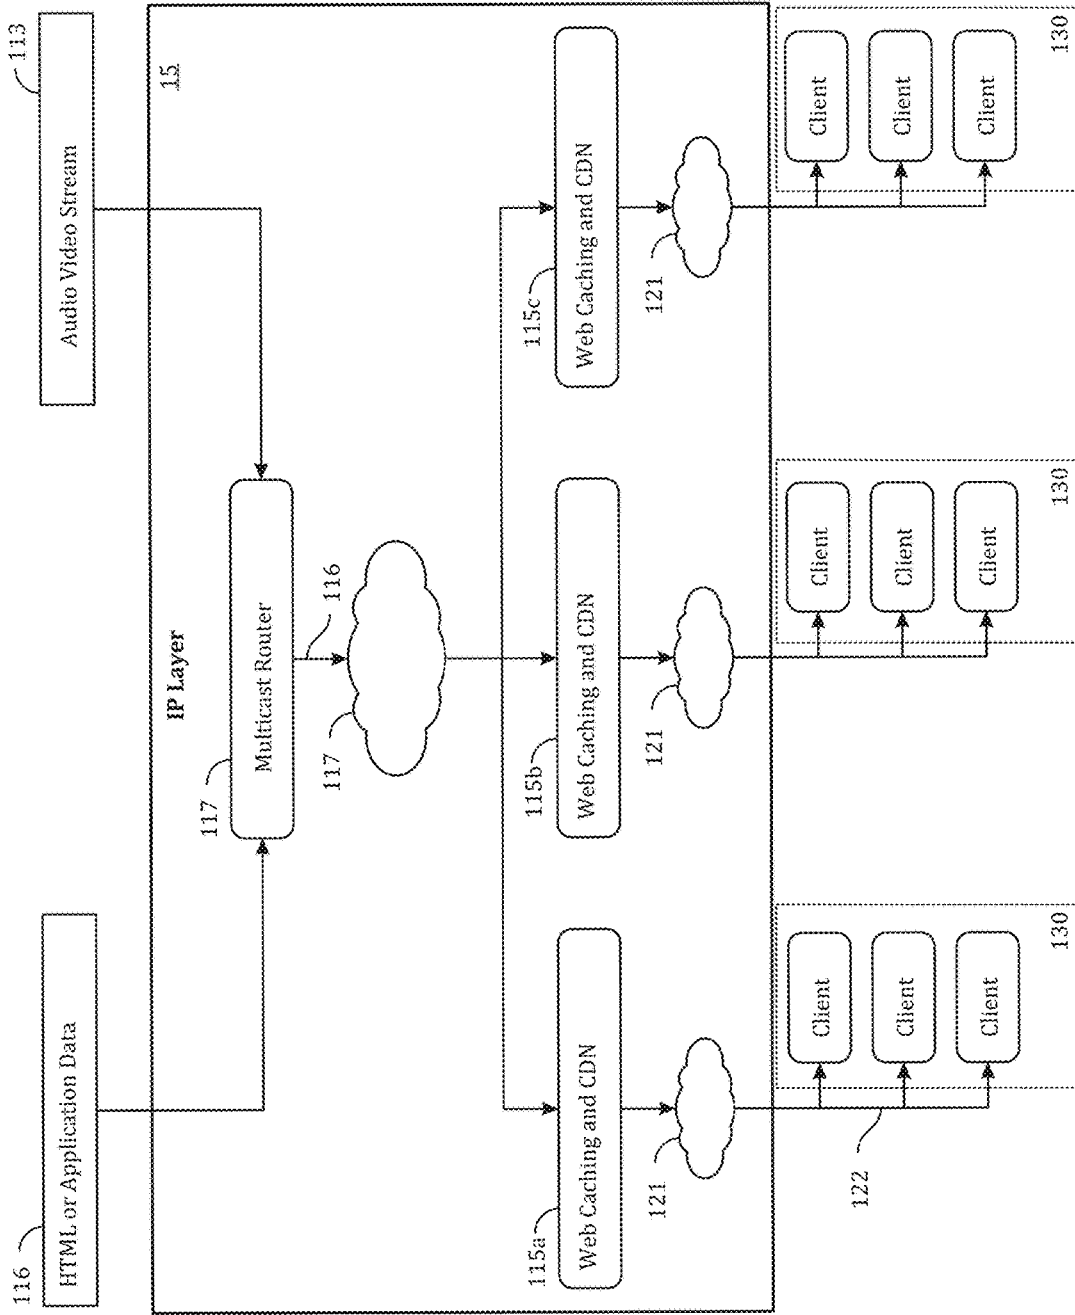 116
HTML or Application Data
113
Audio Video Stream
15
IP Layer
117
Multicast Router
116
117
115a
Web Caching and CDN
115b
Web Caching and CDN
115c
Web Caching and CDN
121
121
121
122
Client
Client
Client
130
Client
Client
Client
130
Client
Client
Client
130